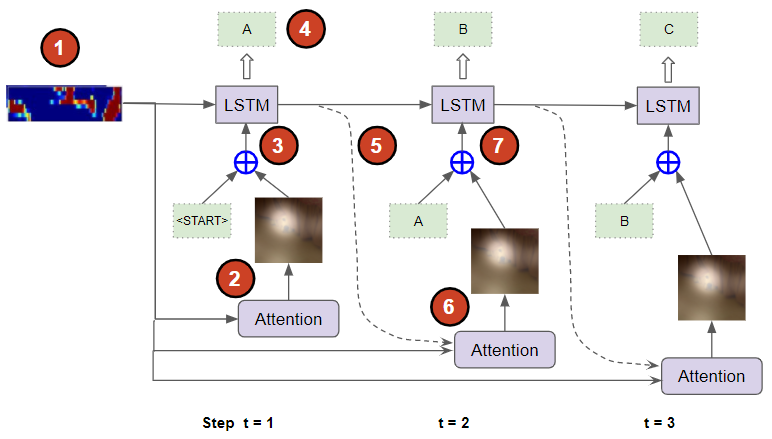 1
A
4
B
C
LSTM
LSTM
LSTM
3
5
7
<START>
A
B
2
6
Attention
Attention
Attention
Step t = 1
t = 2
t = 3